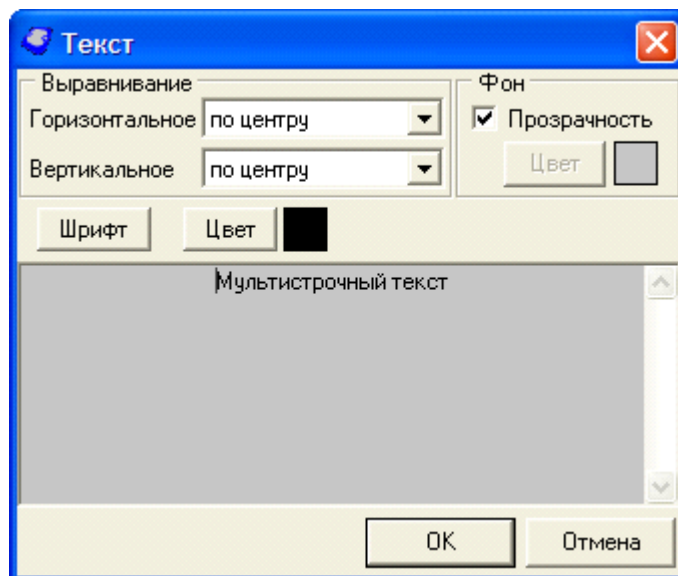 Текст
Выравнивание
Фон
Горизонтальное по центру
Прозрачность
Вертикальное по центру
Цвет
Шрифт Цвет
Мультистрочный текст
OK Отмена